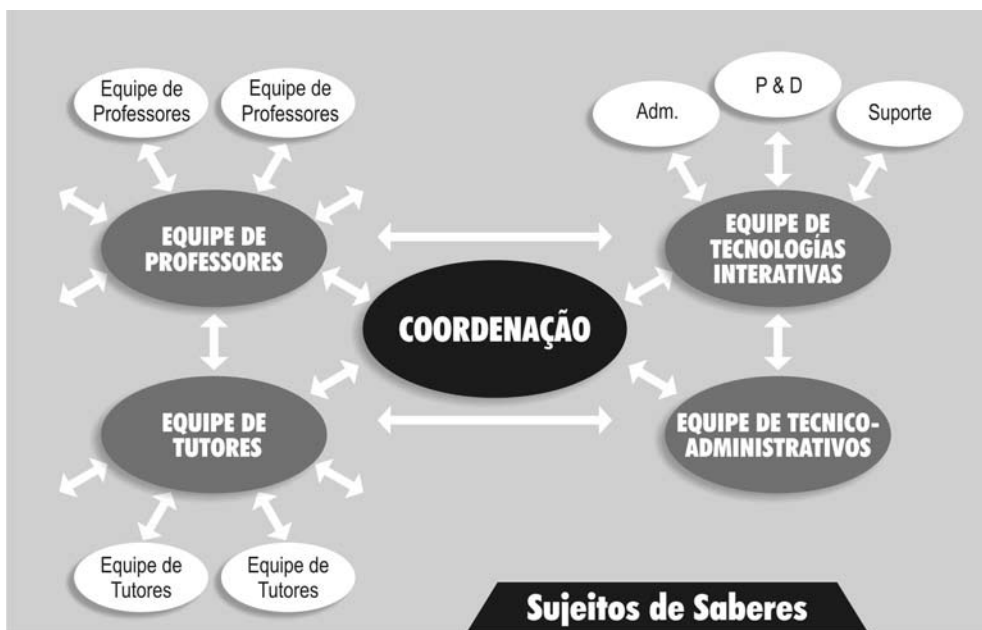 Equipe de
Professores
Equipe de
Professores
Adm.
P & D
Suporte
EQUIPE DE
PROFESSORES
EQUIPE DE
TECNOLOGÍAS
INTERATIVAS
COORDENAÇÃO
EQUIPE DE
TUTORES
EQUIPE DE TECNICO-
ADMINISTRATIVOS
Equipe de
Tutores
Equipe de
Tutores
Sujeitos de Saberes